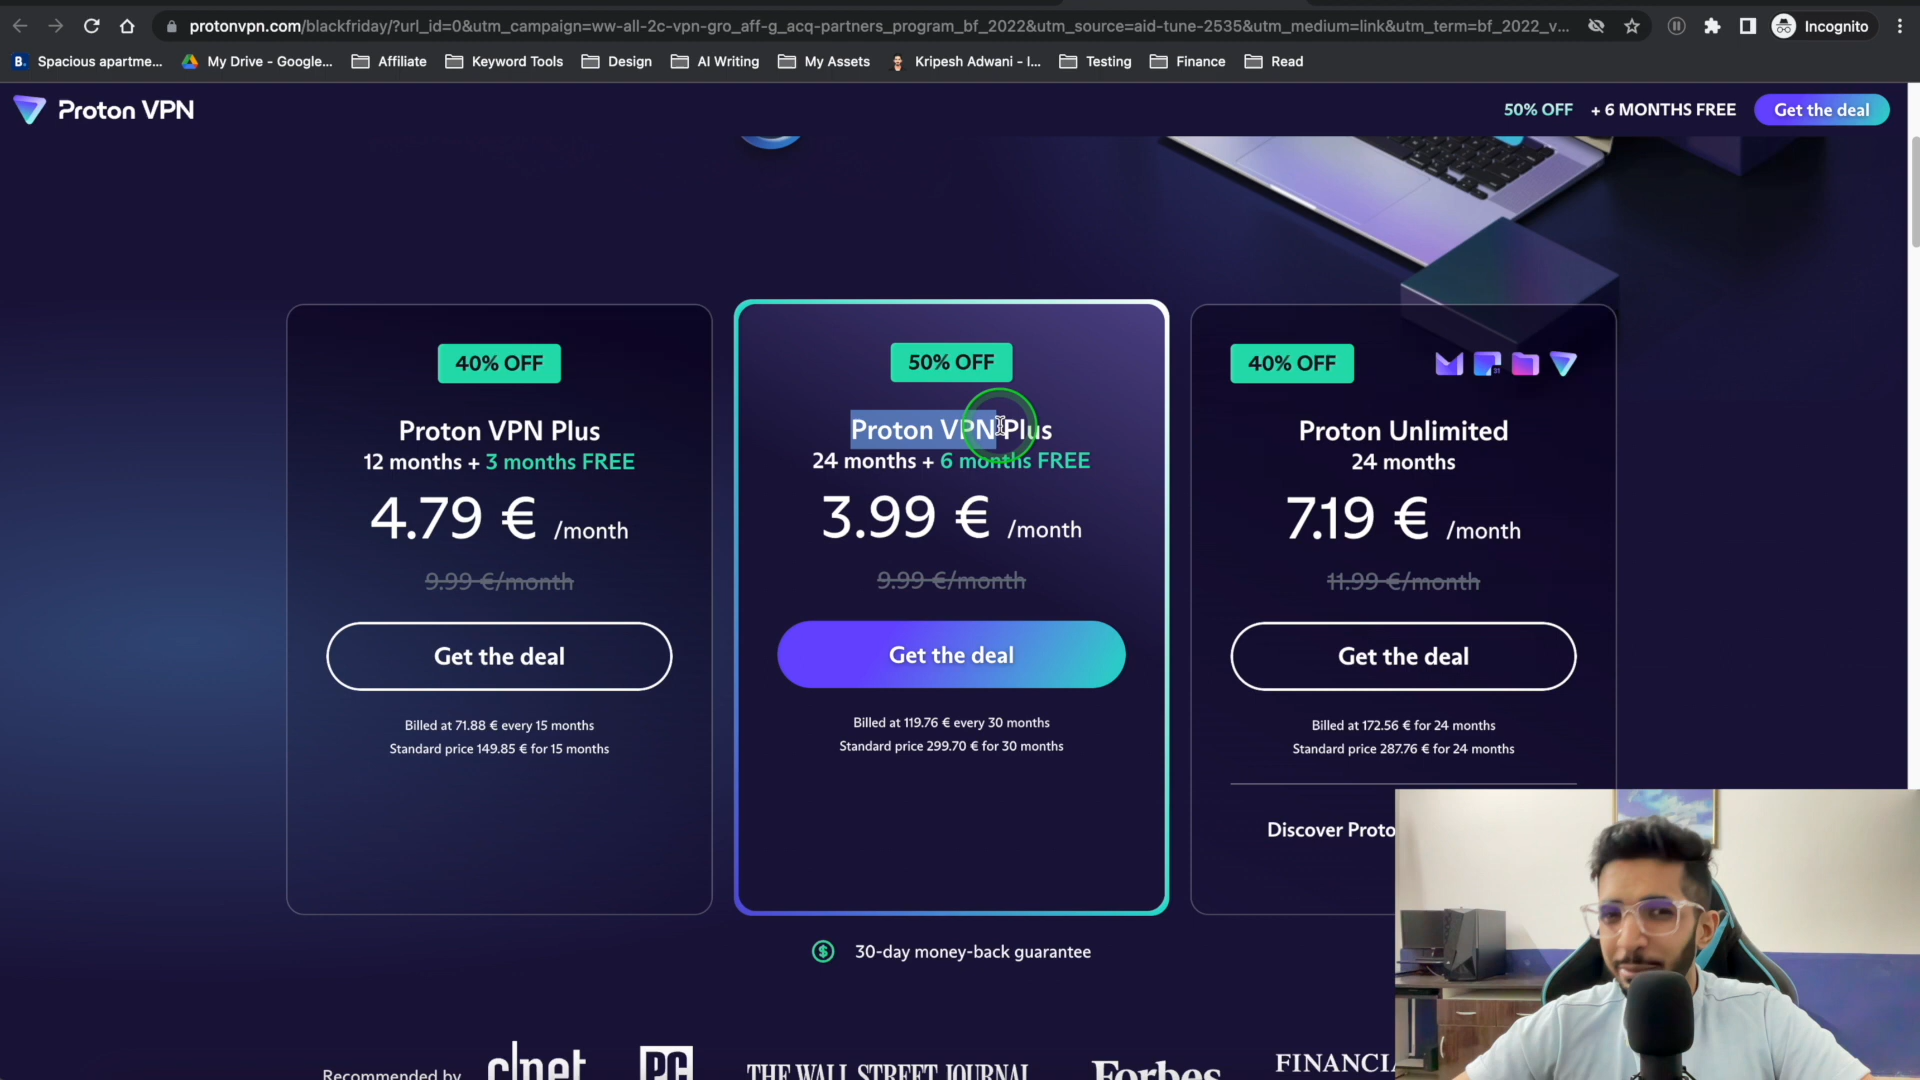 protonvpn.com/blackfriday/?url_id=0&utm_campaign=ww-all-2c-vpn-gro_aff-g_acq-partners_program_bf_2022&utm_source=aid-tune-2535&utm_medium=link&utm_term=bf_2022_v...
Incognito
B. Spacious apartme...
My Drive - Google...
Affiliate
Keyword Tools
Design
AI Writing
My Assets
Kripesh Adwani - I...
Testing
Finance
Read
Proton VPN
50% OFF + 6 MONTHS FREE
Get the deal
40% OFF
Proton VPN Plus
12 months + 3 months FREE
4.79 € /month
9.99 €/month
Get the deal
Billed at 71.88 € every 15 months
Standard price 149.85 € for 15 months
50% OFF
Proton VPN Plus
24 months + 6 months FREE
3.99 € /month
9.99 €/month
Get the deal
Billed at 119.76 € every 30 months
Standard price 299.70 € for 30 months
40% OFF
31
Proton Unlimited
24 months
7.19 € /month
11.99 €/month
Get the deal
Billed at 172.56 € for 24 months
Standard price 287.76 € for 24 months
Discover Proto
$ 30-day money-back guarantee
Recommended by
c|net
PC
THE WALL STREET JOURNAL
Forbes
FINANCI